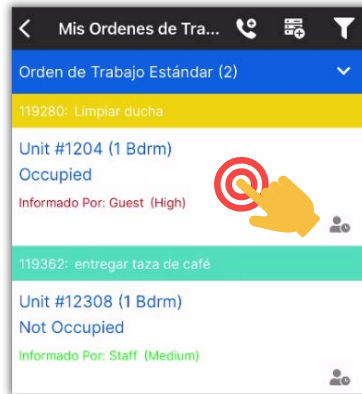 Mis Ordenes de Tra...
Orden de Trabajo Estándar (2)
119280: Limpiar ducha
Unit #1204 (1 Bdrm)
Occupied
Informado Por: Guest (High)
119362: entregar taza de café
Unit #12308 (1 Bdrm)
Not Occupied
Informado Por: Staff (Medium)